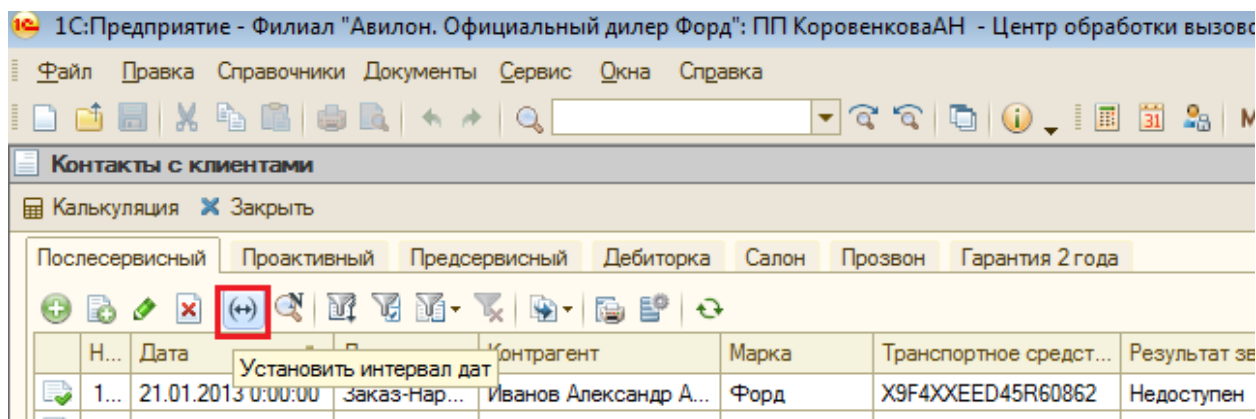 1С:Предприятие - Филиал "Авилон. Официальный дилер Форд": ПП КоровенковаАН - Центр обработки вызово
Файл Правка Справочники Документы Сервис Окна Справка
31 М
Контакты с клиентами
Калькуляция Закрыть
Послесервисный Проактивный Предсервисный Дебиторка Салон Прозвон Гарантия 2 года
Н... Дата Контрагент Марка Транспортное средст... Результат зв
Установить интервал дат
1... 21.01.2013 0:00:00 Заказ-Нар... Иванов Александр А... Форд X9F4XXEED45R60862 Недоступен